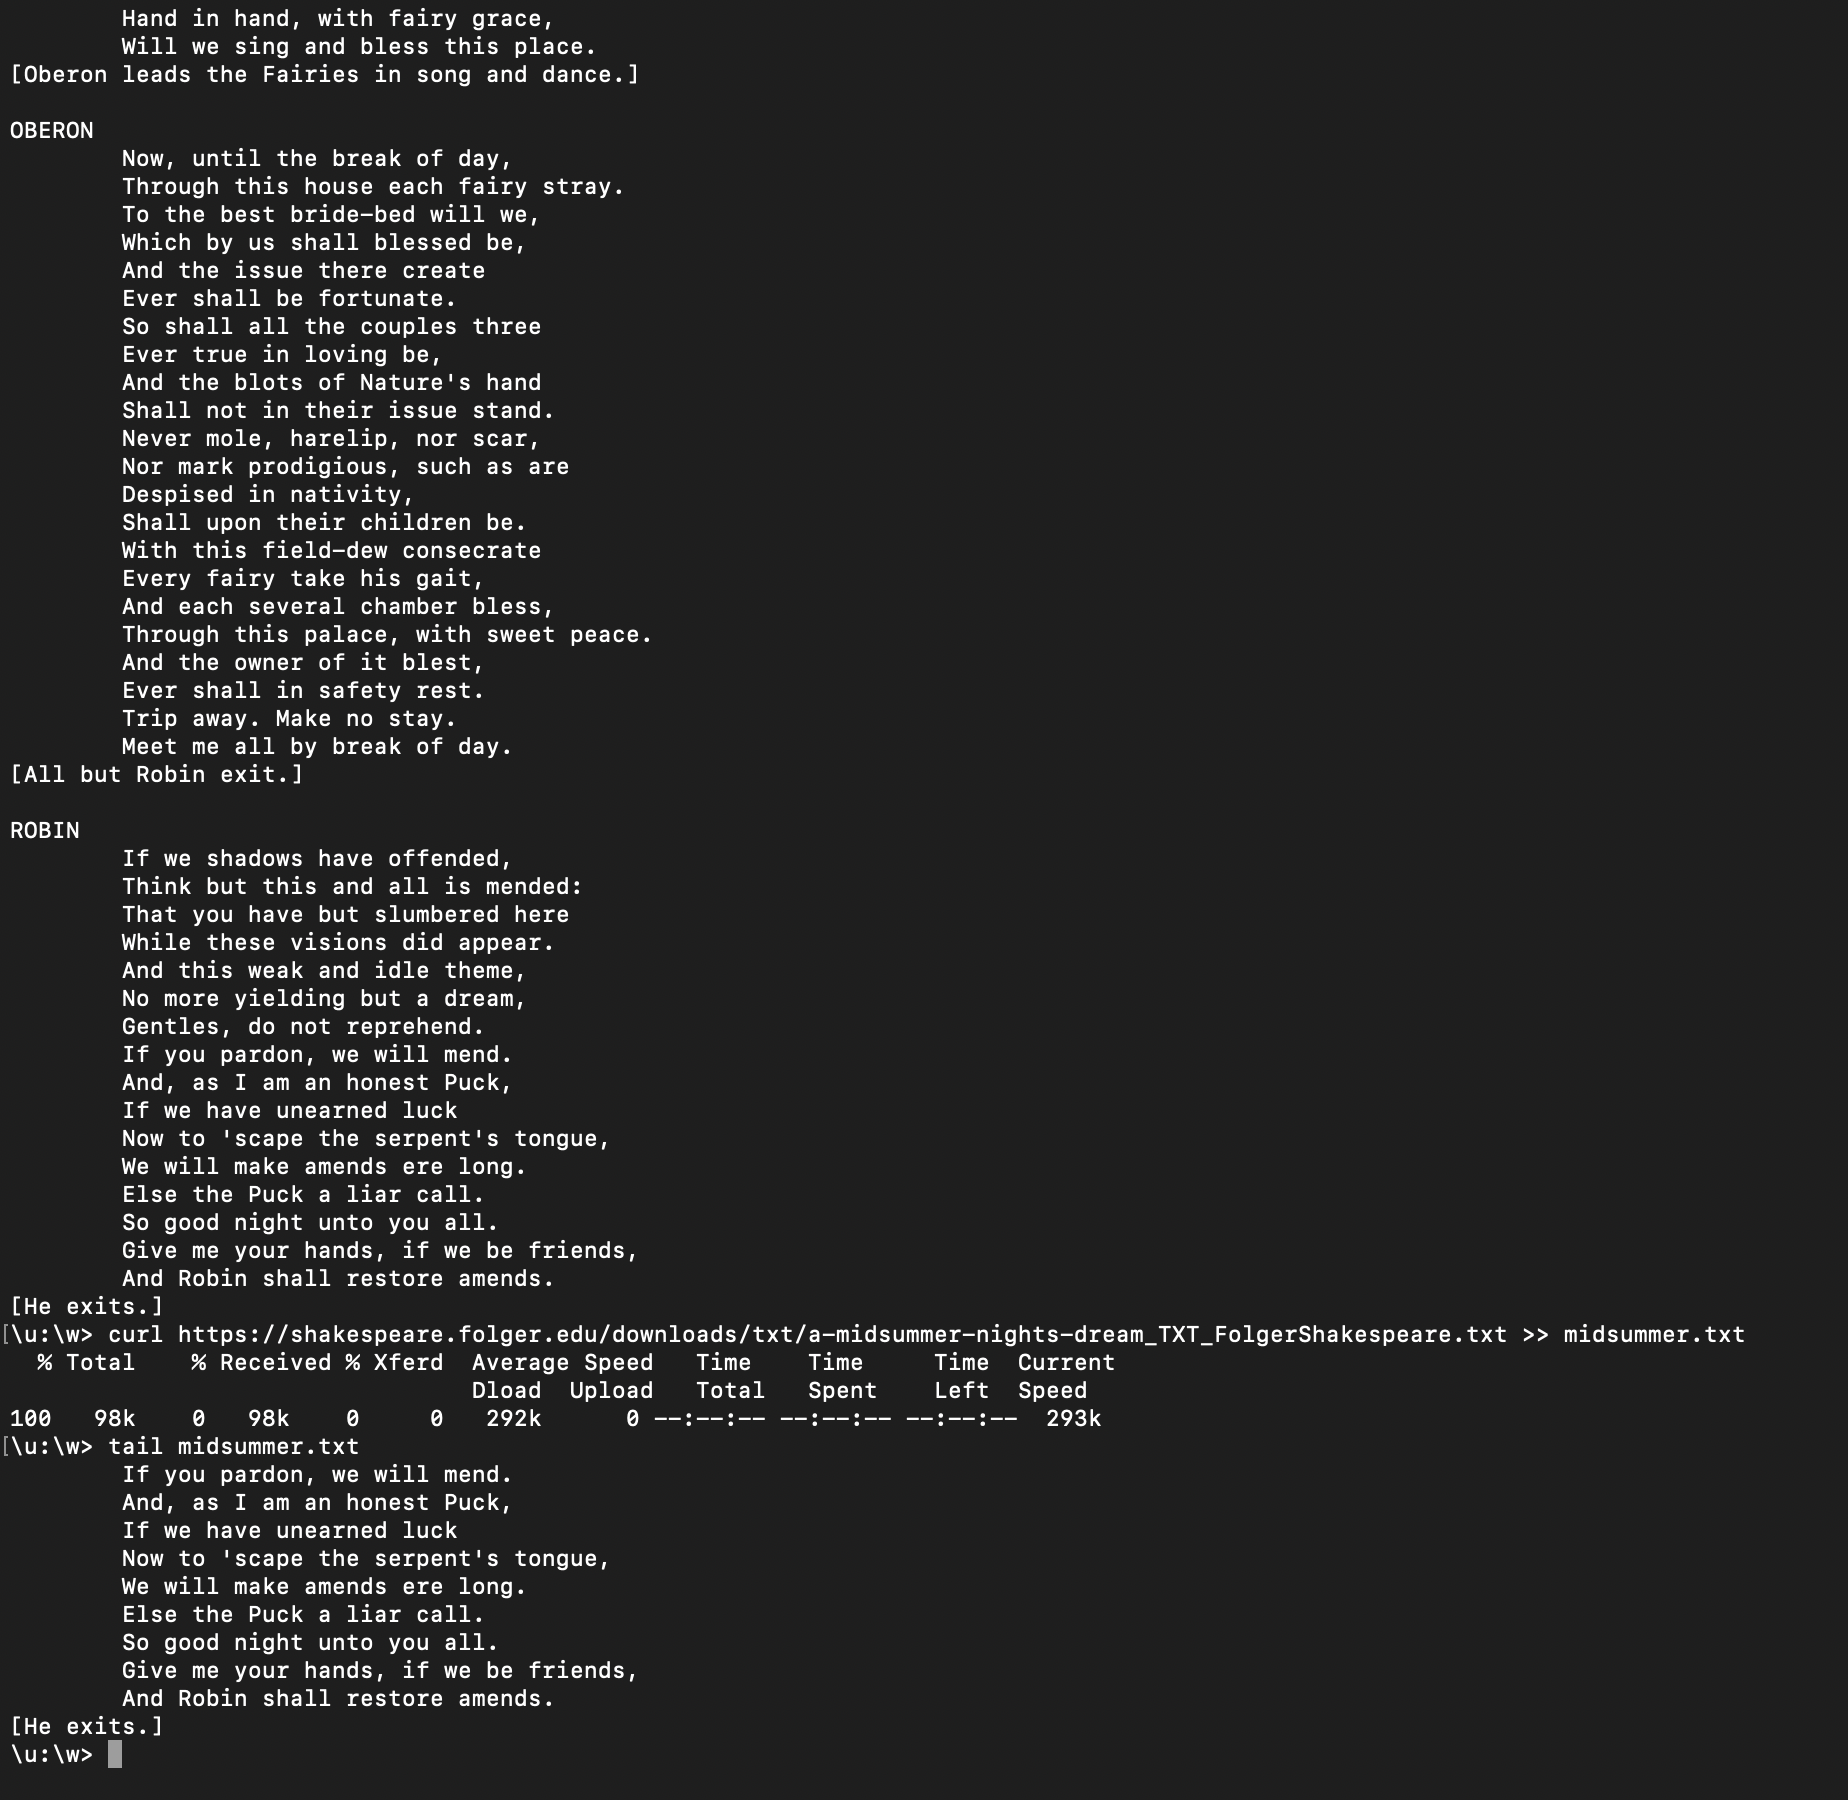 Hand in hand, with fairy grace,
Will we sing and bless this place.
[Oberon leads the Fairies in song and dance.]
OBERON
Now, until the break of day,
Through this house each fairy stray.
To the best bride-bed will we,
Which by us shall blessed be,
And the issue there create
Ever shall be fortunate.
So shall all the couples three
Ever true in loving be,
And the blots of Nature's hand
Shall not in their issue stand.
Never mole, harelip, nor scar,
Nor mark prodigious, such as are
Despised in nativity,
Shall upon their children be.
With this field-dew consecrate
Every fairy take his gait,
And each several chamber bless,
Through this palace, with sweet peace.
And the owner of it blest,
Ever shall in safety rest.
Trip away. Make no stay.
Meet me all by break of day.
[All but Robin exit.]
ROBIN
If we shadows have offended,
Think but this and all is mended:
That you have but slumbered here
While these visions did appear.
And this weak and idle theme,
No more yielding but a dream,
Gentles, do not reprehend.
If you pardon, we will mend.
And, as I am an honest Puck,
If we have unearned luck
Now to 'scape the serpent's tongue,
We will make amends ere long.
Else the Puck a liar call.
So good night unto you all.
Give me your hands, if we be friends,
And Robin shall restore amends.
[He exits.]
[\u:\w> curl https://shakespeare.folger.edu/downloads/txt/a-midsummer-nights-dream_TXT_FolgerShakespeare.txt >> midsummer.txt
% Total % Received % Xferd Average Speed Time Time Time Current
Dload Upload Total Spent Left Speed
100 98k 0 98k 0 0 292k 0 --:--:-- --:--:-- --:--:-- 293k
[\u:\w> tail midsummer.txt
If you pardon, we will mend.
And, as I am an honest Puck,
If we have unearned luck
Now to 'scape the serpent's tongue,
We will make amends ere long.
Else the Puck a liar call.
So good night unto you all.
Give me your hands, if we be friends,
And Robin shall restore amends.
[He exits.]
\u:\w>